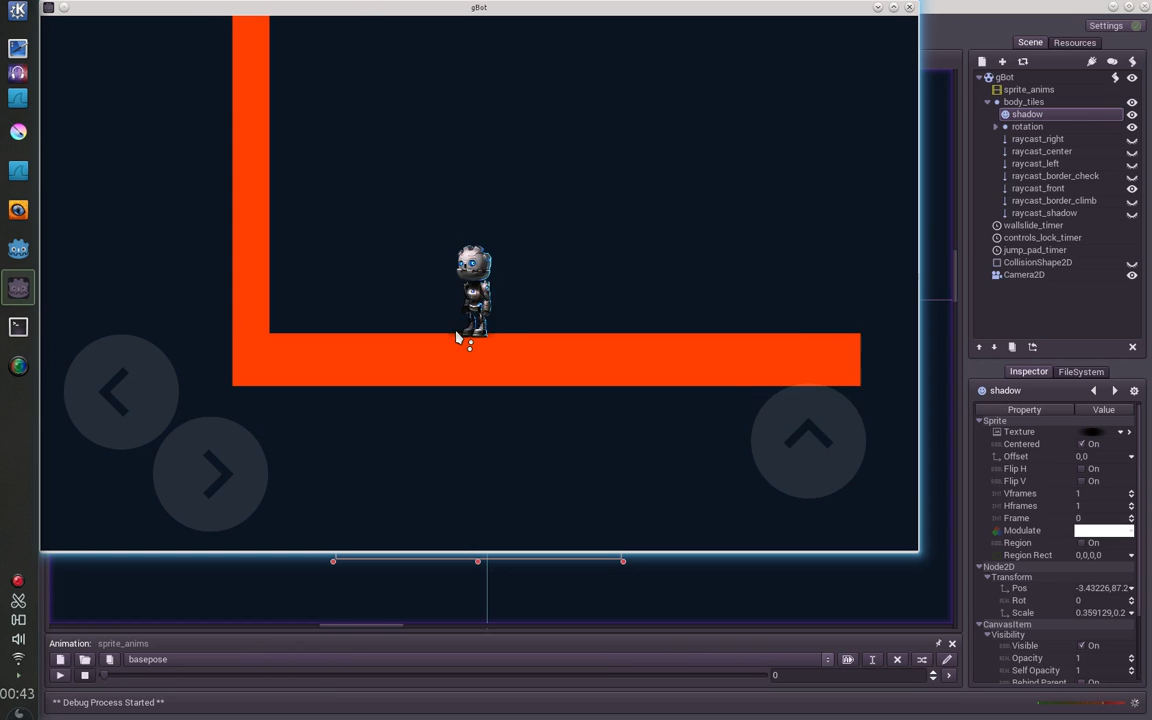 gBot
Settings
Scene
Resources
gBot
sprite_anims
body_tiles
shadow
rotation
raycast_right
raycast_center
raycast_left
raycast_border_check
raycast_front
raycast_border_climb
raycast_shadow
wallslide_timer
controls_lock_timer
jump_pad_timer
CollisionShape2D
Camera2D
Inspector
FileSystem
shadow
Property Value
Sprite
Texture
Centered On
Offset 0,0
Flip H On
Flip V On
Vframes 1
Hframes 1
Frame 0
Modulate
Region On
Region Rect 0,0,0,0
Node2D
Transform
Pos -3.43226,87.2
Rot 0
Scale 0.359129,0.2
CanvasItem
Visibility
Visible On
Opacity 1
Self Opacity 1
Behind Parent On
Animation: sprite_anims
basepose
0
** Debug Process Started **
00:43